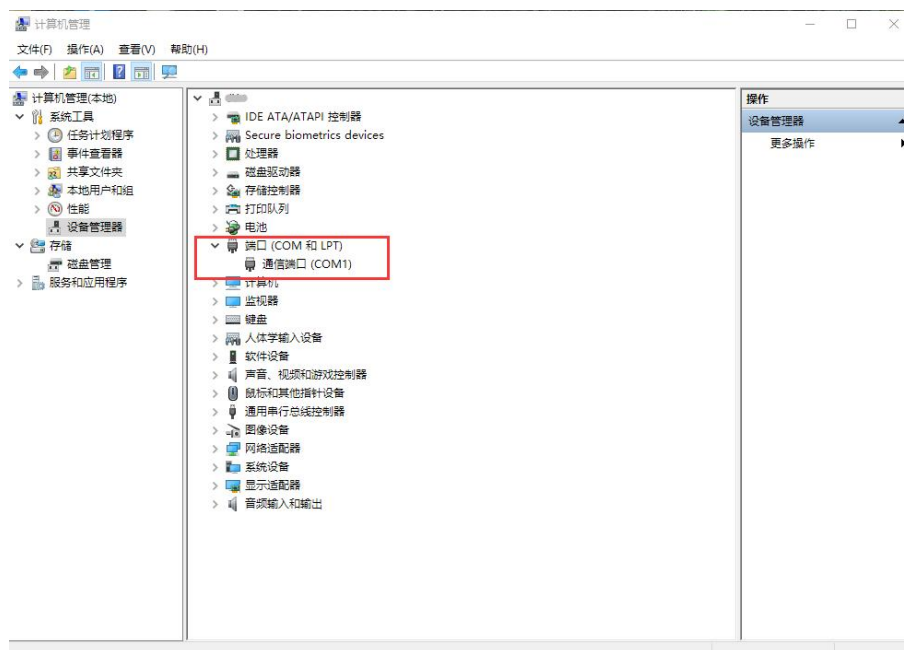 计算机管理
文件(F) 操作(A) 查看(V) 帮助(H)
计算机管理(本地)
系统工具
任务计划程序
事件查看器
共享文件夹
本地用户和组
性能
设备管理器
存储
磁盘管理
服务和应用程序
IDE ATA/ATAPI 控制器
Secure biometrics devices
处理器
磁盘驱动器
存储控制器
打印队列
电池
端口 (COM 和 LPT)
通信端口 (COM1)
计算机
监视器
键盘
人体学输入设备
软件设备
声音、视频和游戏控制器
鼠标和其他指针设备
通用串行总线控制器
图像设备
网络适配器
系统设备
显示适配器
音频输入和输出
操作
设备管理器
更多操作